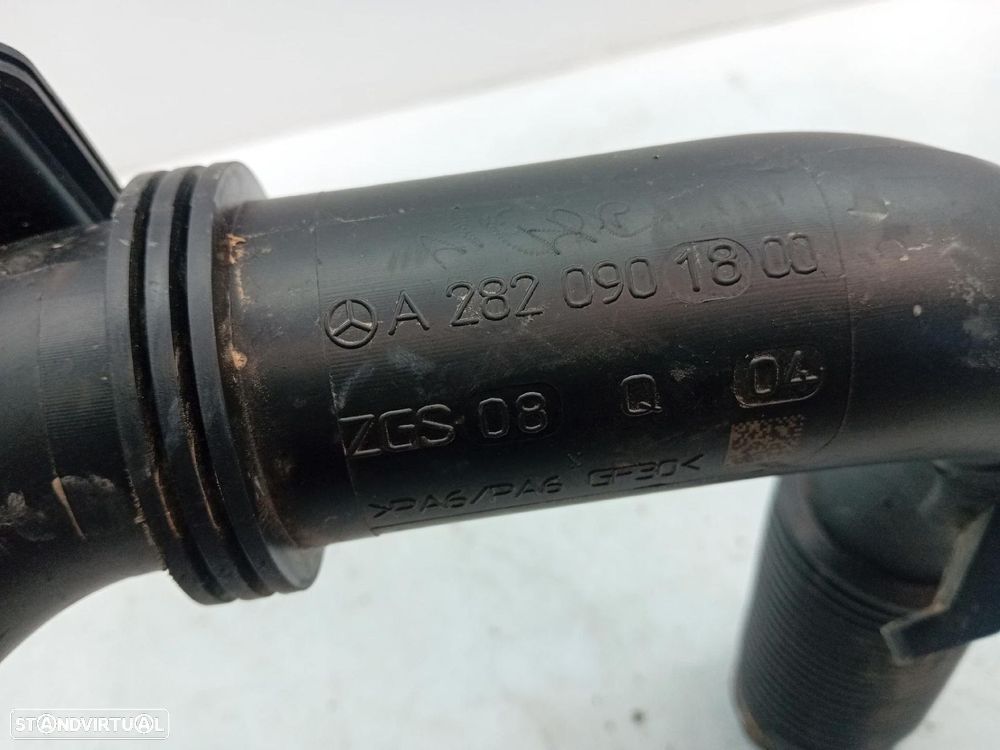 A 282 090 18 00
ZGS 08 Q 04
>PA6/PA6 GF30<
STANDVIRTUAL